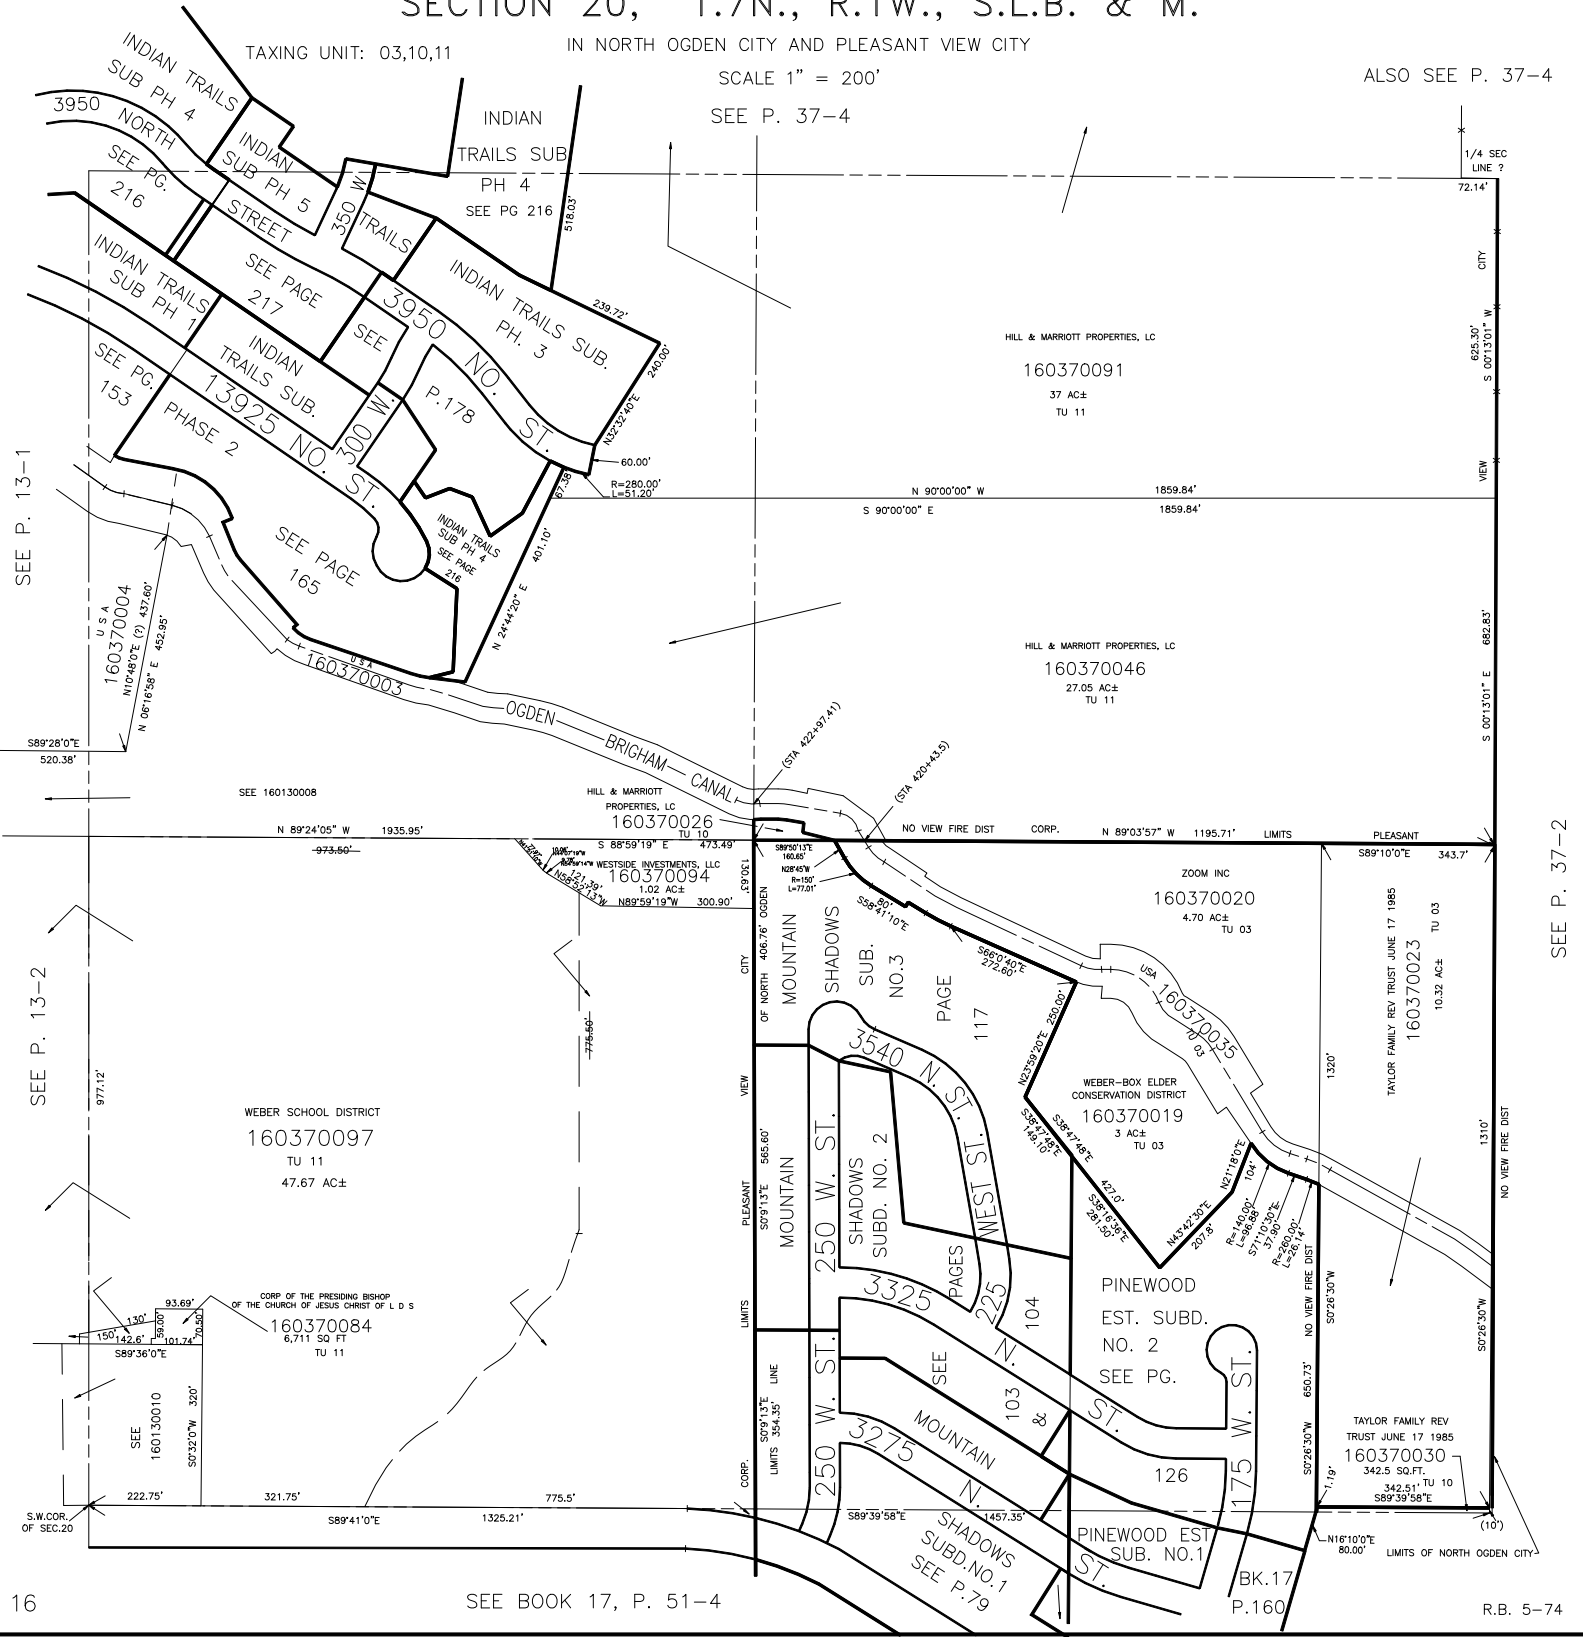 SECTION 20, T.7N., R.1W., S.L.B. & M.
IN NORTH OGDEN CITY AND PLEASANT VIEW CITY
TAXING UNIT: 03,10,11
SCALE 1" = 200'
SEE P. 37-4
ALSO SEE P. 37-4
1/4 SEC
LINE ?
72.14'
INDIAN TRAILS
SUB PH 4
3950
NORTH
STREET
SEE PG.
216
INDIAN
SUB PH 5
350 W.
TRAILS
INDIAN
TRAILS SUB
PH 4
SEE PG 216
518.03'
INDIAN TRAILS
SUB PH 1
SEE PAGE
217
SEE
3950 NO. ST.
INDIAN TRAILS SUB.
PH. 3
239.72'
240.00'
N32°32'40"E
60.00'
R=280.00'
L=51.20'
67.38'
INDIAN
TRAILS SUB.
SEE PG.
153
PHASE 2
13925 NO. ST.
300 W.
P.178
SEE PAGE
165
INDIAN TRAILS
SUB PH 4
SEE PAGE
216
401.10'
N 24°44'20" E
HILL & MARRIOTT PROPERTIES, LC
160370091
37 AC±
TU 11
CITY
VIEW
625.30'
S 00°13'01" W
N 90°00'00" W 1859.84'
S 90°00'00" E 1859.84'
SEE P. 13-1
USA
160370004
N10°48'0"E (?) 437.60'
N 06°16'58" E 452.95'
USA
160370003
OGDEN BRIGHAM CANAL
HILL & MARRIOTT PROPERTIES, LC
160370046
27.05 AC±
TU 11
682.83'
S 00°13'01" E
(STA 422+97.41)
(STA 420+43.5)
S89°28'0"E
520.38'
SEE 160130008
HILL & MARRIOTT
PROPERTIES, LC
160370026
TU 10
N 89°24'05" W 1935.95'
973.50'
S 88°59'19" E 473.49'
NO VIEW FIRE DIST CORP. N 89°03'57" W 1195.71' LIMITS PLEASANT
S89°10'0"E 343.7'
WESTSIDE INVESTMENTS, LLC
160370094
1.02 AC±
121.39'
N58°52'13"W
N89°59'19"W 300.90'
130.63'
S89°50'13"E
160.65'
N28°45'W
R=150'
L=77.01'
80'
S58°41'10"E
S66°0'40"E
272.60'
ZOOM INC
160370020
4.70 AC±
TU 03
TAYLOR FAMILY REV TRUST JUNE 17 1985
160370023
10.32 AC±
TU 03
SEE P. 37-2
SEE P. 13-2
977.12'
775.50'
OF NORTH 406.76' OGDEN
CITY
MOUNTAIN
SHADOWS
SUB.
NO.3
PAGE
117
USA
160370035
TU 03
N23°59'20"E 250.00'
1320'
1310'
NO VIEW FIRE DIST
WEBER-BOX ELDER
CONSERVATION DISTRICT
160370019
3 AC±
TU 03
S38°47'48"E
149.10'
S38°47'48"E
427.0'
S38°16'36"E
281.50'
N43°42'30"E
207.8'
N21°18'0"E
104'
R=140.00'
L=96.88'
S71°10'30"E
37.90'
R=260.00'
L=26.14'
WEBER SCHOOL DISTRICT
160370097
TU 11
47.67 AC±
VIEW
PLEASANT
LIMITS
CORP.
S0°9'13"E 565.60'
3540 N. ST.
MOUNTAIN
SHADOWS
SUBD. NO. 2
250 W. ST.
225 WEST ST.
PAGES
104
3325 N. ST.
SEE
103
&
CORP OF THE PRESIDING BISHOP
OF THE CHURCH OF JESUS CHRIST OF L D S
160370084
6,711 SQ FT
TU 11
93.69'
130'
150'
142.6'
59.00'
70.50'
101.74'
S89°36'0"E
SEE
160130010
S0°32'0"W 320'
S0°9'13"E
LIMITS 354.35' LINE
250 W. ST.
MOUNTAIN
3275 N. ST.
SHADOWS
SUBD.NO.1
SEE P.79
PINEWOOD
EST. SUBD.
NO. 2
SEE PG.
126
175 W. ST.
NO VIEW FIRE DIST
S0°26'30"W
S0°26'30"W 650.73'
S0°26'30"W
1.19'
TAYLOR FAMILY REV
TRUST JUNE 17 1985
160370030
342.5 SQ.FT.
TU 10
342.51'
S89°39'58"E
(10')
222.75'
321.75'
775.5'
S89°41'0"E
1325.21'
S89°39'58"E
1457.35'
S.W.COR.
OF SEC.20
PINEWOOD EST
SUB. NO.1
BK.17
P.160
N16°10'0"E
80.00'
LIMITS OF NORTH OGDEN CITY
16
SEE BOOK 17, P. 51-4
R.B. 5-74